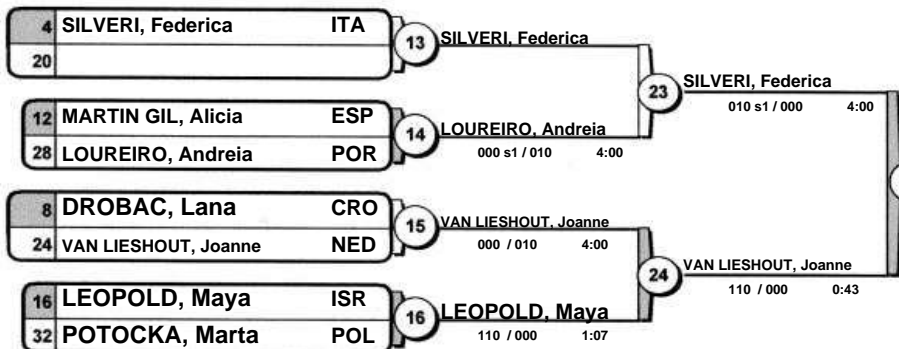 4 SILVERI, Federica ITA
20
13 SILVERI, Federica
12 MARTIN GIL, Alicia ESP
28 LOUREIRO, Andreia POR
14 LOUREIRO, Andreia
000 s1 / 010 4:00
23 SILVERI, Federica
010 s1 / 000 4:00
8 DROBAC, Lana CRO
24 VAN LIESHOUT, Joanne NED
15 VAN LIESHOUT, Joanne
000 / 010 4:00
16 LEOPOLD, Maya ISR
32 POTOCKA, Marta POL
16 LEOPOLD, Maya
110 / 000 1:07
24 VAN LIESHOUT, Joanne
110 / 000 0:43